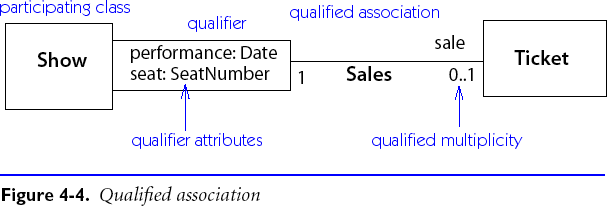 participating class
qualifier
qualified association
Show
performance: Date
seat: SeatNumber
1
Sales
sale
0..1
Ticket
qualifier attributes
qualified multiplicity
Figure 4-4. Qualified association